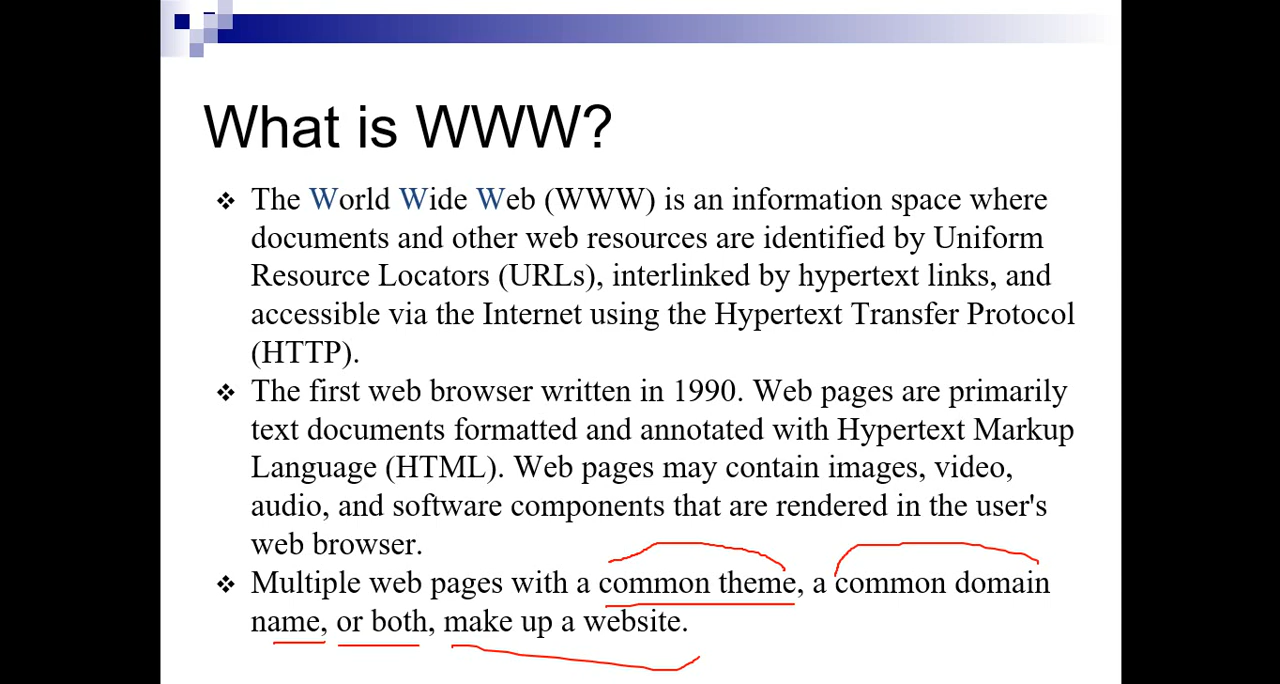 What is WWW?
❖ The World Wide Web (WWW) is an information space where
documents and other web resources are identified by Uniform
Resource Locators (URLs), interlinked by hypertext links, and
accessible via the Internet using the Hypertext Transfer Protocol
(HTTP).
❖ The first web browser written in 1990. Web pages are primarily
text documents formatted and annotated with Hypertext Markup
Language (HTML). Web pages may contain images, video,
audio, and software components that are rendered in the user's
web browser.
❖ Multiple web pages with a common theme, a common domain
name, or both, make up a website.